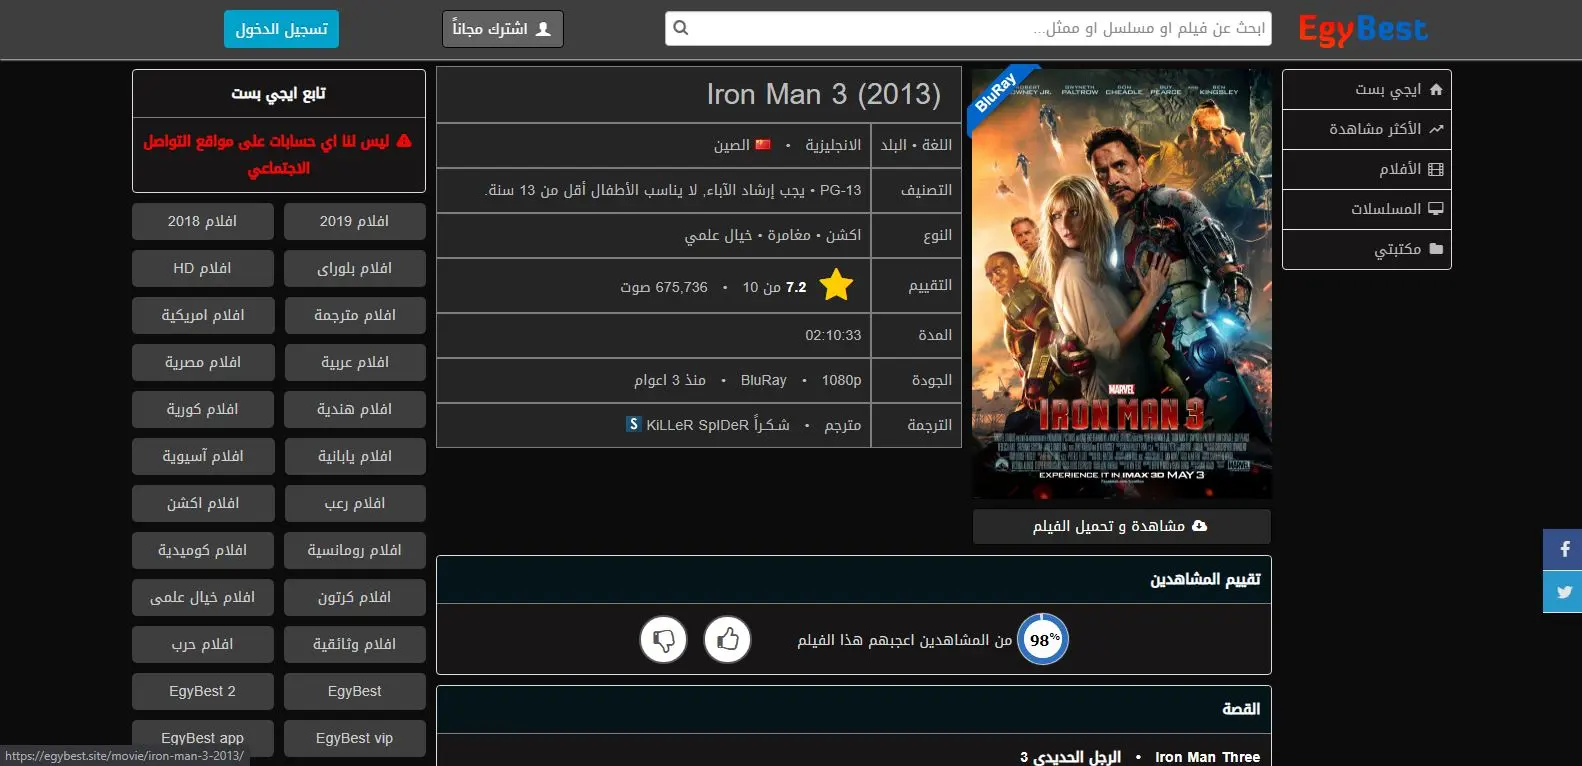 EgyBest
ابحث عن فيلم او مسلسل او ممثل...
اشترك مجاناً
تسجيل الدخول
ايجي بست
الأكثر مشاهدة
الأفلام
المسلسلات
مكتبتي
BluRay
GWYNETH PALTROW
DON CHEADLE
GUY PEARCE
AND BEN KINGSLEY
MARVEL
IRON MAN 3
EXPERIENCE IT IN IMAX 3D MAY 3
مشاهدة و تحميل الفيلم
Iron Man 3 (2013)
اللغة • البلد الانجليزية • الصين
التصنيف PG-13 • يجب إرشاد الآباء, لا يناسب الأطفال أقل من 13 سنة.
النوع اكشن • مغامرة • خيال علمي
التقييم 7.2 من 10 • 675,736 صوت
المدة 02:10:33
الجودة 1080p • BluRay • منذ 3 اعوام
الترجمة مترجم • شـكـراً KiLLeR SpIDeR S
تقييم المشاهدين
98% من المشاهدين اعجبهم هذا الفيلم
القصة
Iron Man Three • الرجل الحديدي 3
تابع ايجي بست
ليس لنا اي حسابات على مواقع التواصل
الاجتماعي
افلام 2019
افلام 2018
افلام بلوراى
افلام HD
افلام مترجمة
افلام امريكية
افلام عربية
افلام مصرية
افلام هندية
افلام كورية
افلام يابانية
افلام آسيوية
افلام رعب
افلام اكشن
افلام رومانسية
افلام كوميدية
افلام كرتون
افلام خيال علمى
افلام وثائقية
افلام حرب
EgyBest
EgyBest 2
EgyBest vip
EgyBest app
https://egybest.site/movie/iron-man-3-2013/